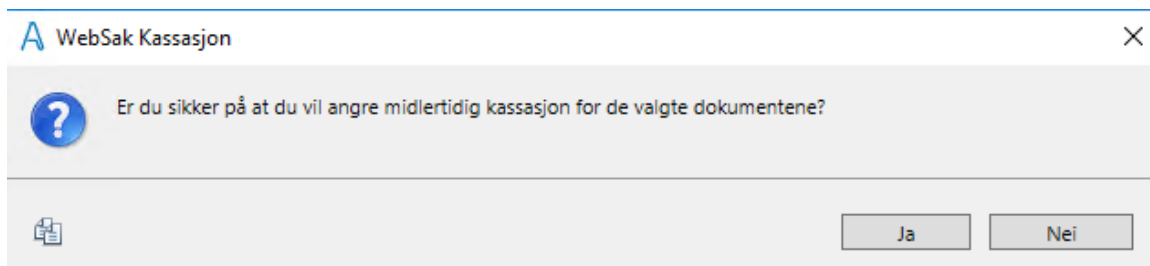 WebSak Kassasjon
Er du sikker på at du vil angre midlertidig kassasjon for de valgte dokumentene?
Ja Nei